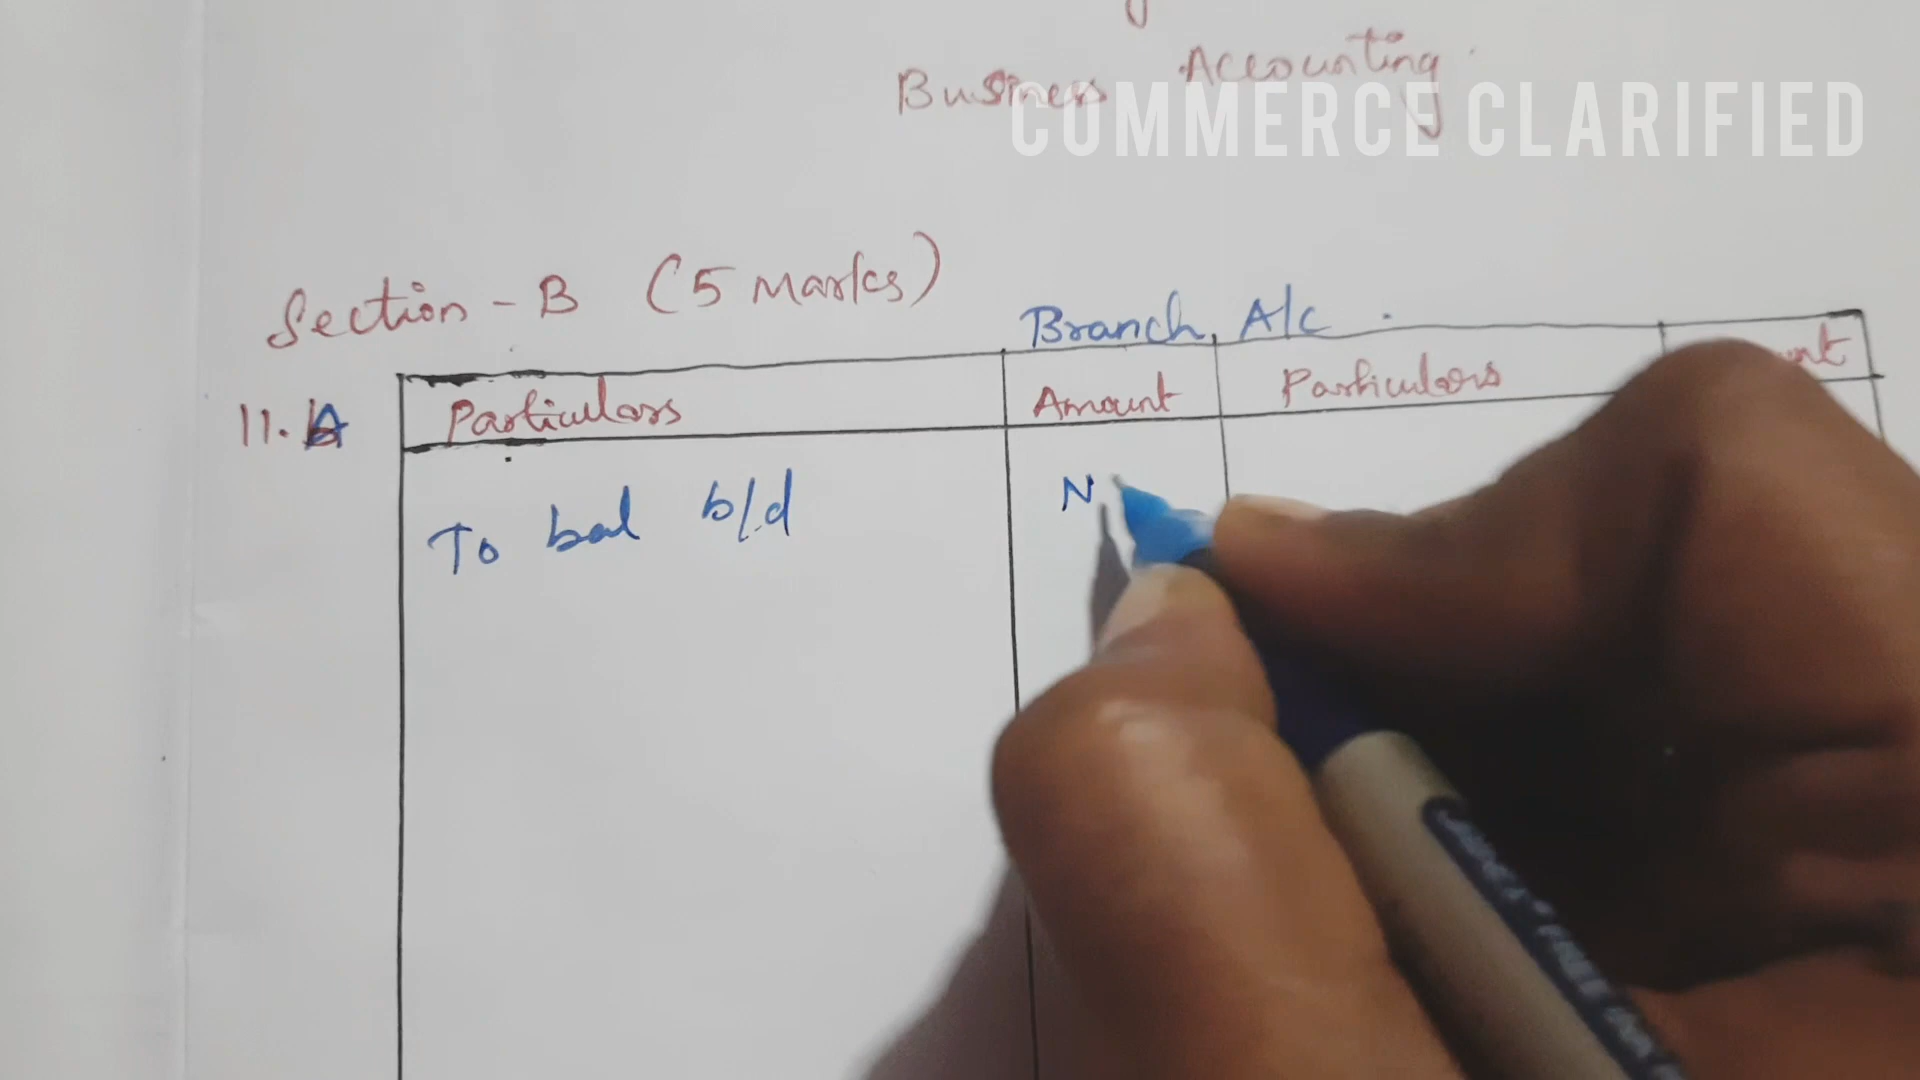 Business Accounting
COMMERCE CLARIFIED
Section - B (5 Marks)
Branch A/c .
11. A
Particulars Amount Particulars
To bal b/d N